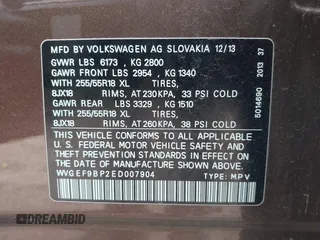 MFD BY VOLKSWAGEN AG SLOVAKIA 12/13
GVWR LBS 6173 , KG 2800
GAWR FRONT LBS 2954 , KG 1340
WITH 255/55R18 XL TIRES,
8JX18 RIMS, AT 230KPA, 33 PSI COLD
GAWR REAR LBS 3329 , KG 1510
WITH 255/55R18 XL TIRES,
8JX18 RIMS, AT 260KPA, 38 PSI COLD
THIS VEHICLE CONFORMS TO ALL APPLICABLE
U. S. FEDERAL MOTOR VEHICLE SAFETY
AND THEFT PREVENTION STANDARDS
IN EFFECT ON THE
DATE OF MANUFACTURE SHOWN ABOVE.
WVGEF9BP2ED007904 TYPE: MPV
5014690 2013 37
DREAMBID